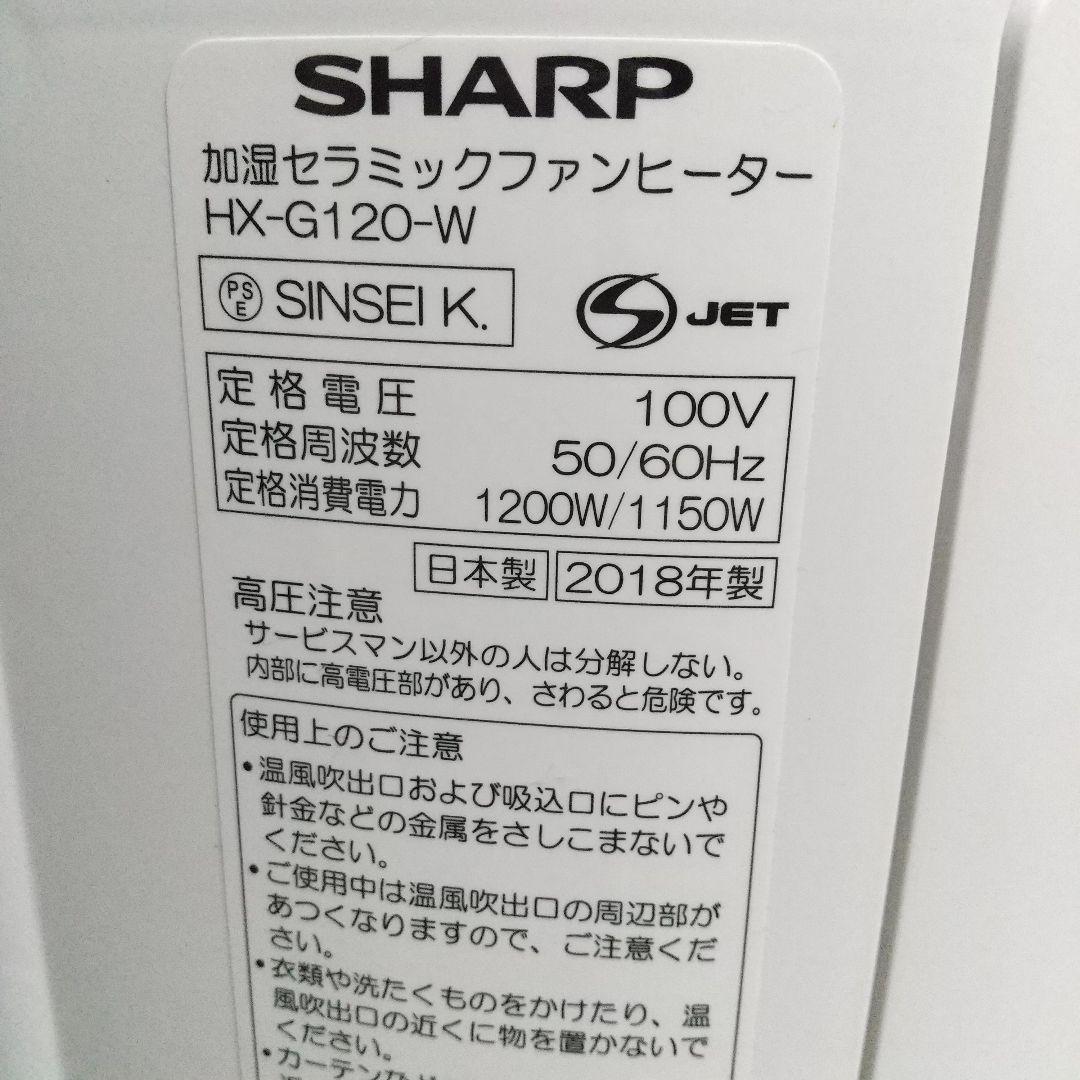 SHARP
加湿セラミックファンヒーター
HX-G120-W
PSE SINSEI K.
S JET
定格電圧 100V
定格周波数 50/60Hz
定格消費電力 1200W/1150W
日本製 2018年製
高圧注意
サービスマン以外の人は分解しない。
内部に高電圧部があり、さわると危険です。
使用上のご注意
•温風吹出口および吸込口にピンや
針金などの金属をさしこまないで
ください。
•ご使用中は温風吹出口の周辺部が
あつくなりますので、ご注意くだ
さい。
•衣類や洗たくものをかけたり、温
風吹出口の近くに物を置かないで
ください。
•カーテン